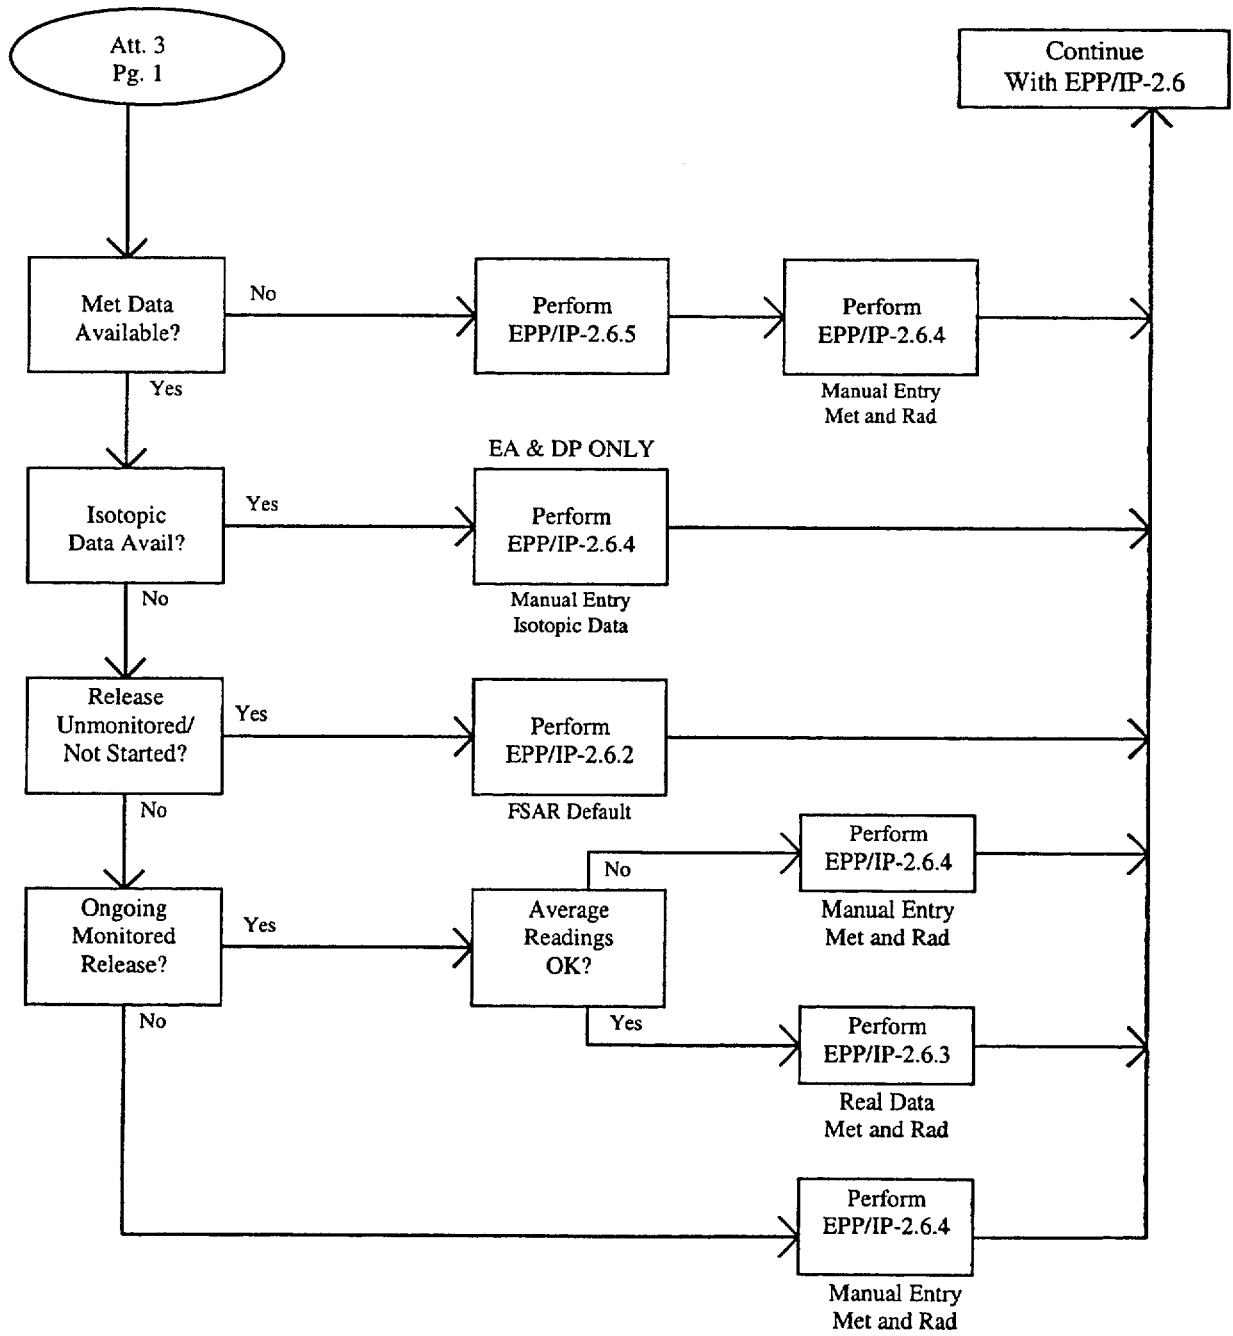 Att. 3
Pg. 1
Continue
With EPP/IP-2.6
Met Data
Available?
No
Perform
EPP/IP-2.6.5
Perform
EPP/IP-2.6.4
Manual Entry
Met and Rad
Yes
EA & DP ONLY
Isotopic
Data Avail?
Yes
Perform
EPP/IP-2.6.4
Manual Entry
Isotopic Data
No
Release
Unmonitored/
Not Started?
Yes
Perform
EPP/IP-2.6.2
FSAR Default
No
Ongoing
Monitored
Release?
Yes
Average
Readings
OK?
No
Perform
EPP/IP-2.6.4
Manual Entry
Met and Rad
Yes
Perform
EPP/IP-2.6.3
Real Data
Met and Rad
No
Perform
EPP/IP-2.6.4
Manual Entry
Met and Rad